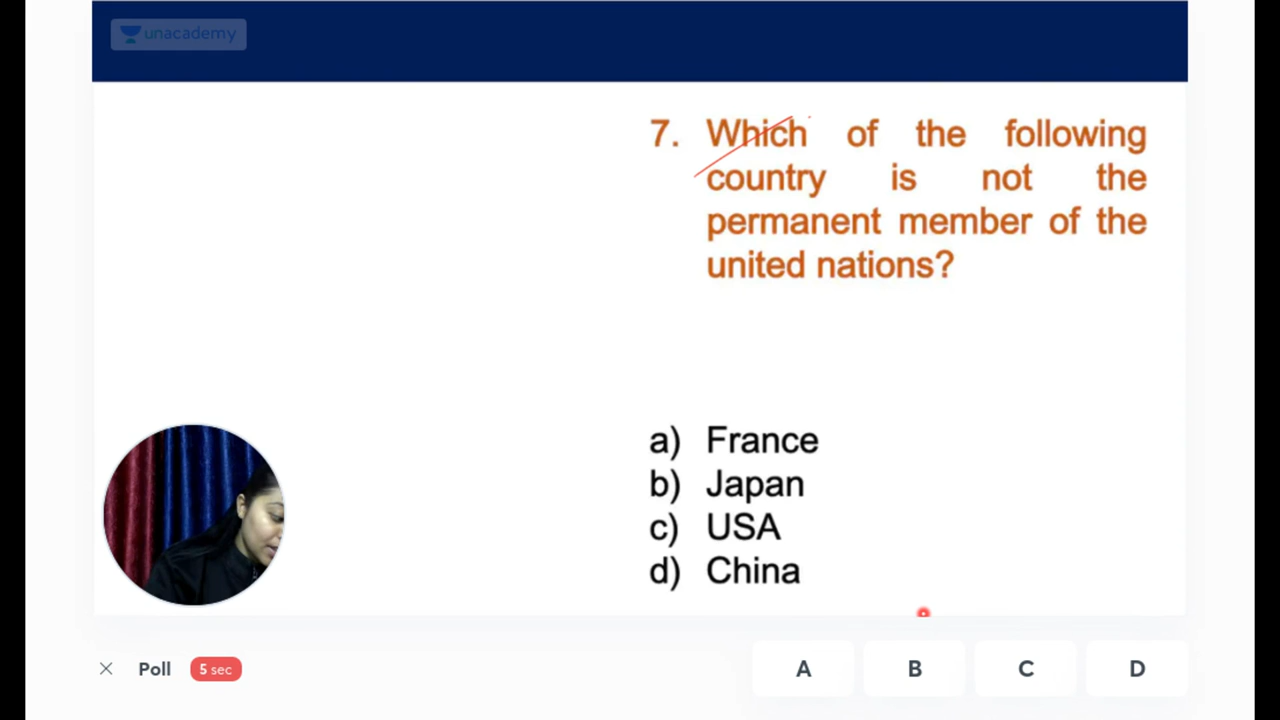 unacademy
7. Which of the following
country is not the
permanent member of the
united nations?
a) France
b) Japan
c) USA
d) China
Poll 5 sec A B C D